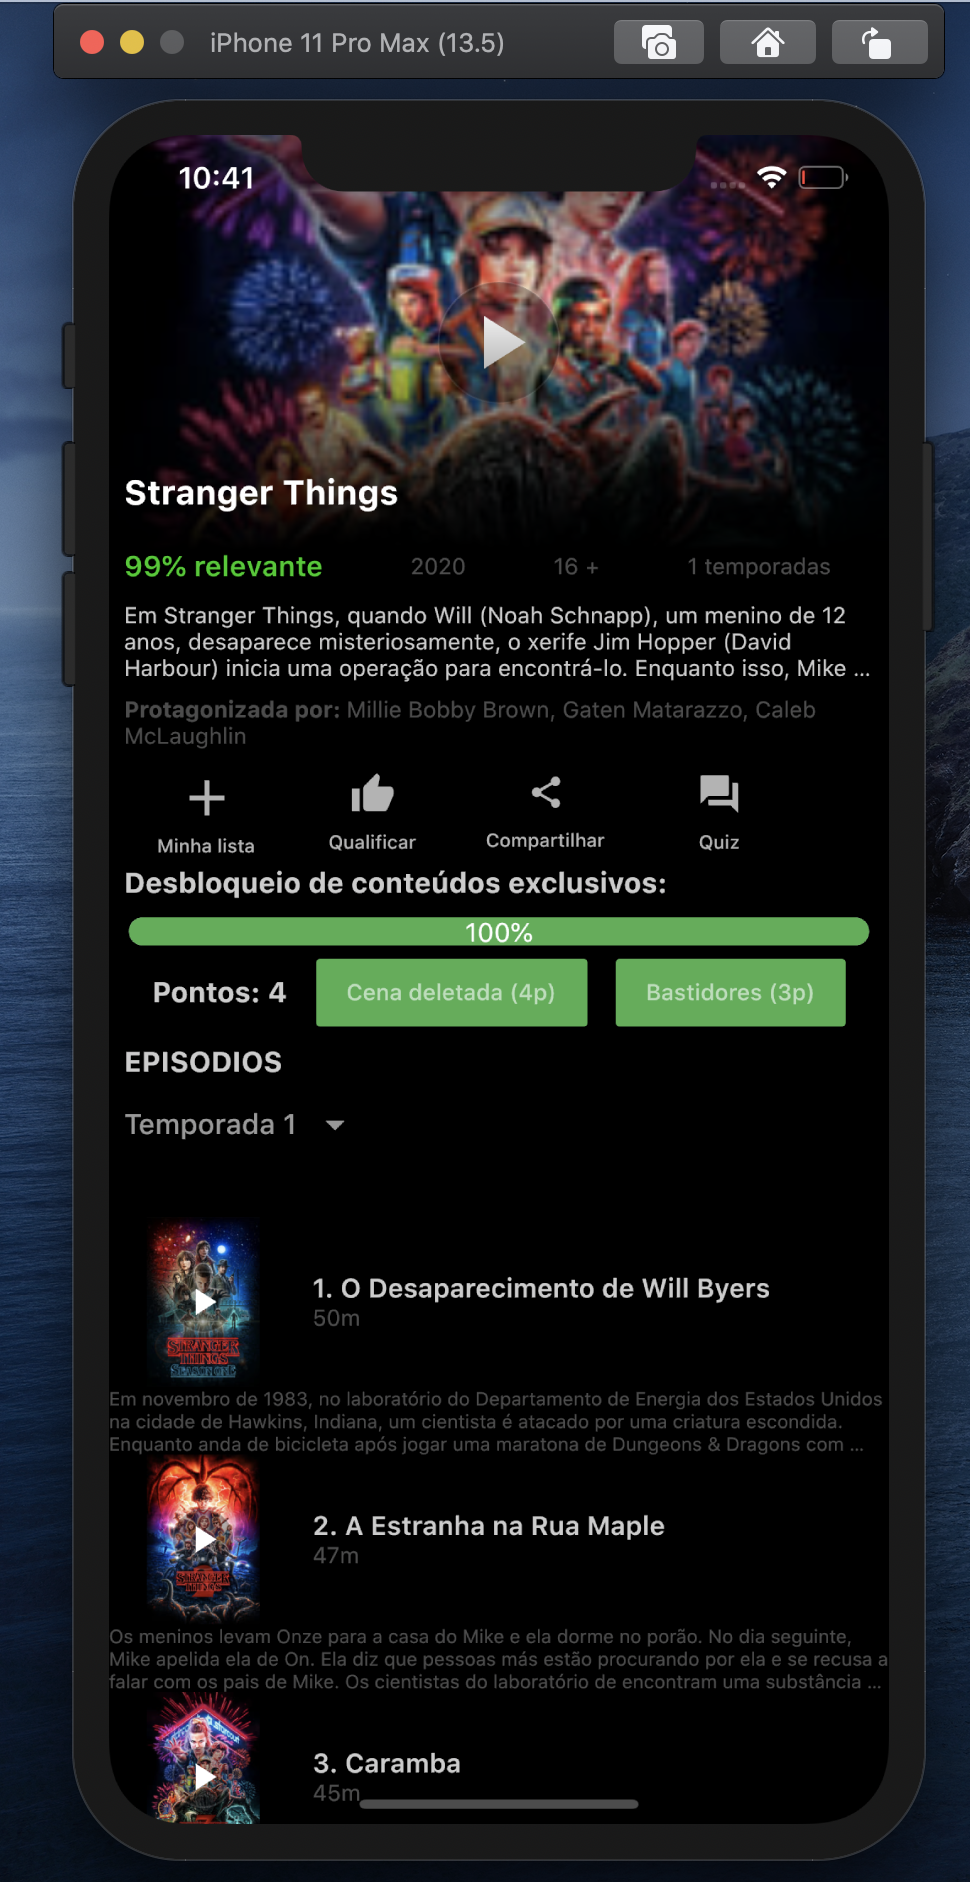 iPhone 11 Pro Max (13.5)
10:41
Stranger Things
99% relevante 2020 16 + 1 temporadas
Em Stranger Things, quando Will (Noah Schnapp), um menino de 12
anos, desaparece misteriosamente, o xerife Jim Hopper (David
Harbour) inicia uma operação para encontrá-lo. Enquanto isso, Mike ...
Protagonizada por: Millie Bobby Brown, Gaten Matarazzo, Caleb
McLaughlin
Minha lista Qualificar Compartilhar Quiz
Desbloqueio de conteúdos exclusivos:
100%
Pontos: 4 Cena deletada (4p) Bastidores (3p)
EPISODIOS
Temporada 1
STRANGER
THINGS
SEASON ONE
1. O Desaparecimento de Will Byers
50m
Em novembro de 1983, no laboratório do Departamento de Energia dos Estados Unidos
na cidade de Hawkins, Indiana, um cientista é atacado por uma criatura escondida.
Enquanto anda de bicicleta após jogar uma maratona de Dungeons & Dragons com ...
STRANGER
2. A Estranha na Rua Maple
47m
Os meninos levam Onze para a casa do Mike e ela dorme no porão. No dia seguinte,
Mike apelida ela de On. Ela diz que pessoas más estão procurando por ela e se recusa a
falar com os pais de Mike. Os cientistas do laboratório de encontram uma substância ...
3. Caramba
45m